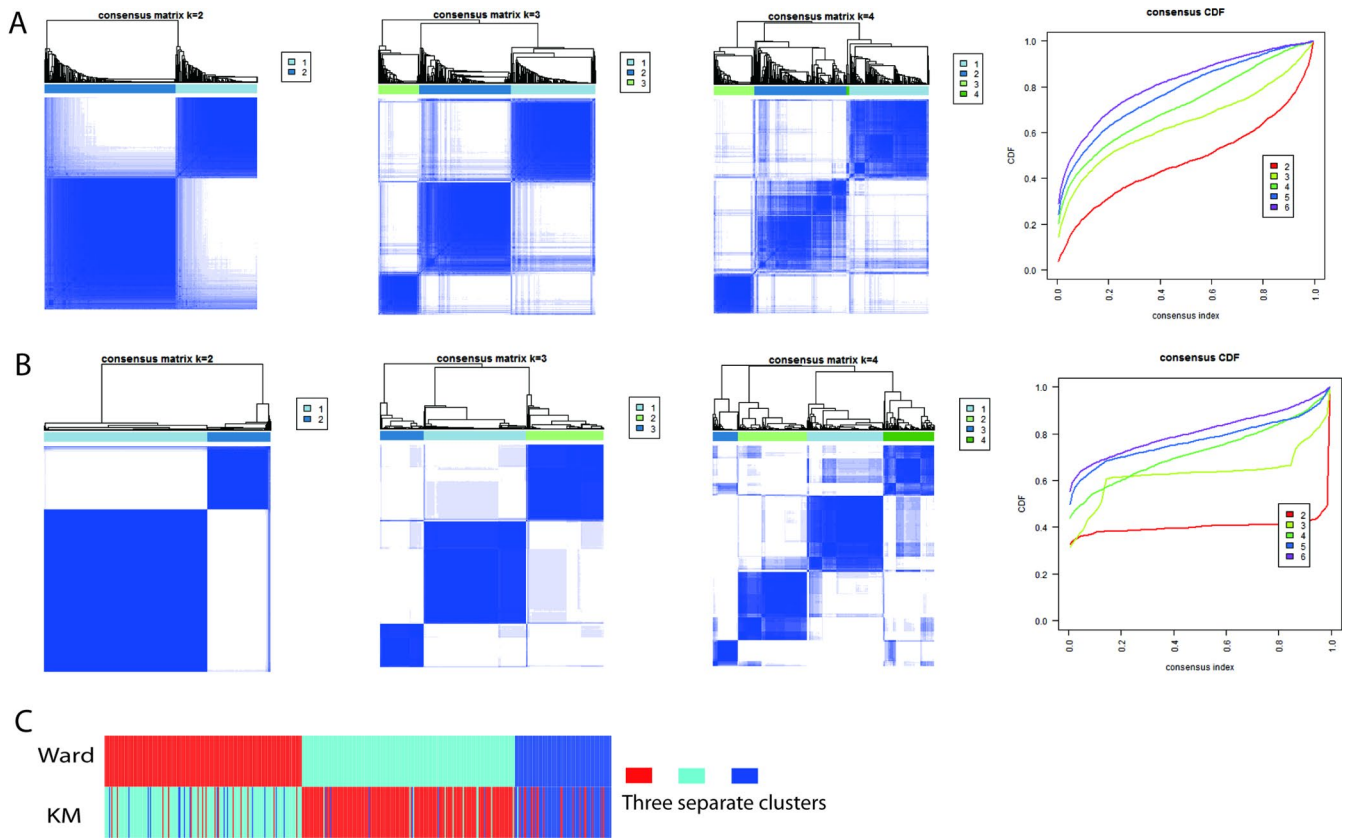 A
consensus matrix k=2
1
2
consensus matrix k=3
1
2
3
consensus matrix k=4
1
2
3
4
consensus CDF
CDF
1.0
0.8
0.6
0.4
0.2
0.0
2
3
4
5
6
0.0 0.2 0.4 0.6 0.8 1.0
consensus index
B
consensus matrix k=2
1
2
consensus matrix k=3
1
2
3
consensus matrix k=4
1
2
3
4
consensus CDF
CDF
1.0
0.8
0.6
0.4
0.2
0.0
2
3
4
5
6
0.0 0.2 0.4 0.6 0.8 1.0
consensus index
C
Ward
KM
Three separate clusters